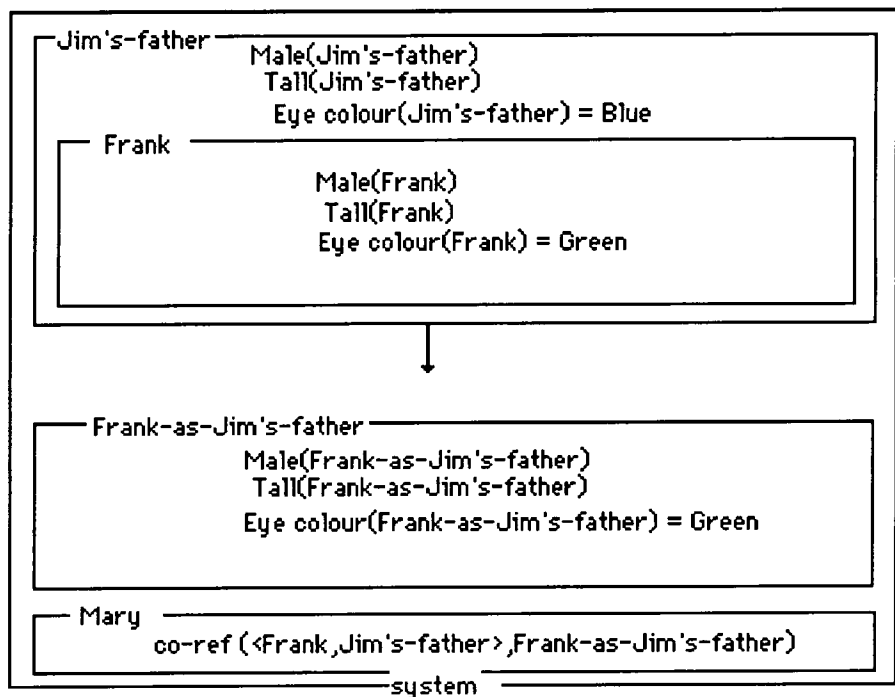 Jim's-father
Male(Jim's-father)
Tall(Jim's-father)
Eye colour(Jim's-father) = Blue
Frank
Male(Frank)
Tall(Frank)
Eye colour(Frank) = Green
Frank-as-Jim's-father
Male(Frank-as-Jim's-father)
Tall(Frank-as-Jim's-father)
Eye colour(Frank-as-Jim's-father) = Green
Mary
co-ref (<Frank,Jim's-father>,Frank-as-Jim's-father)
system